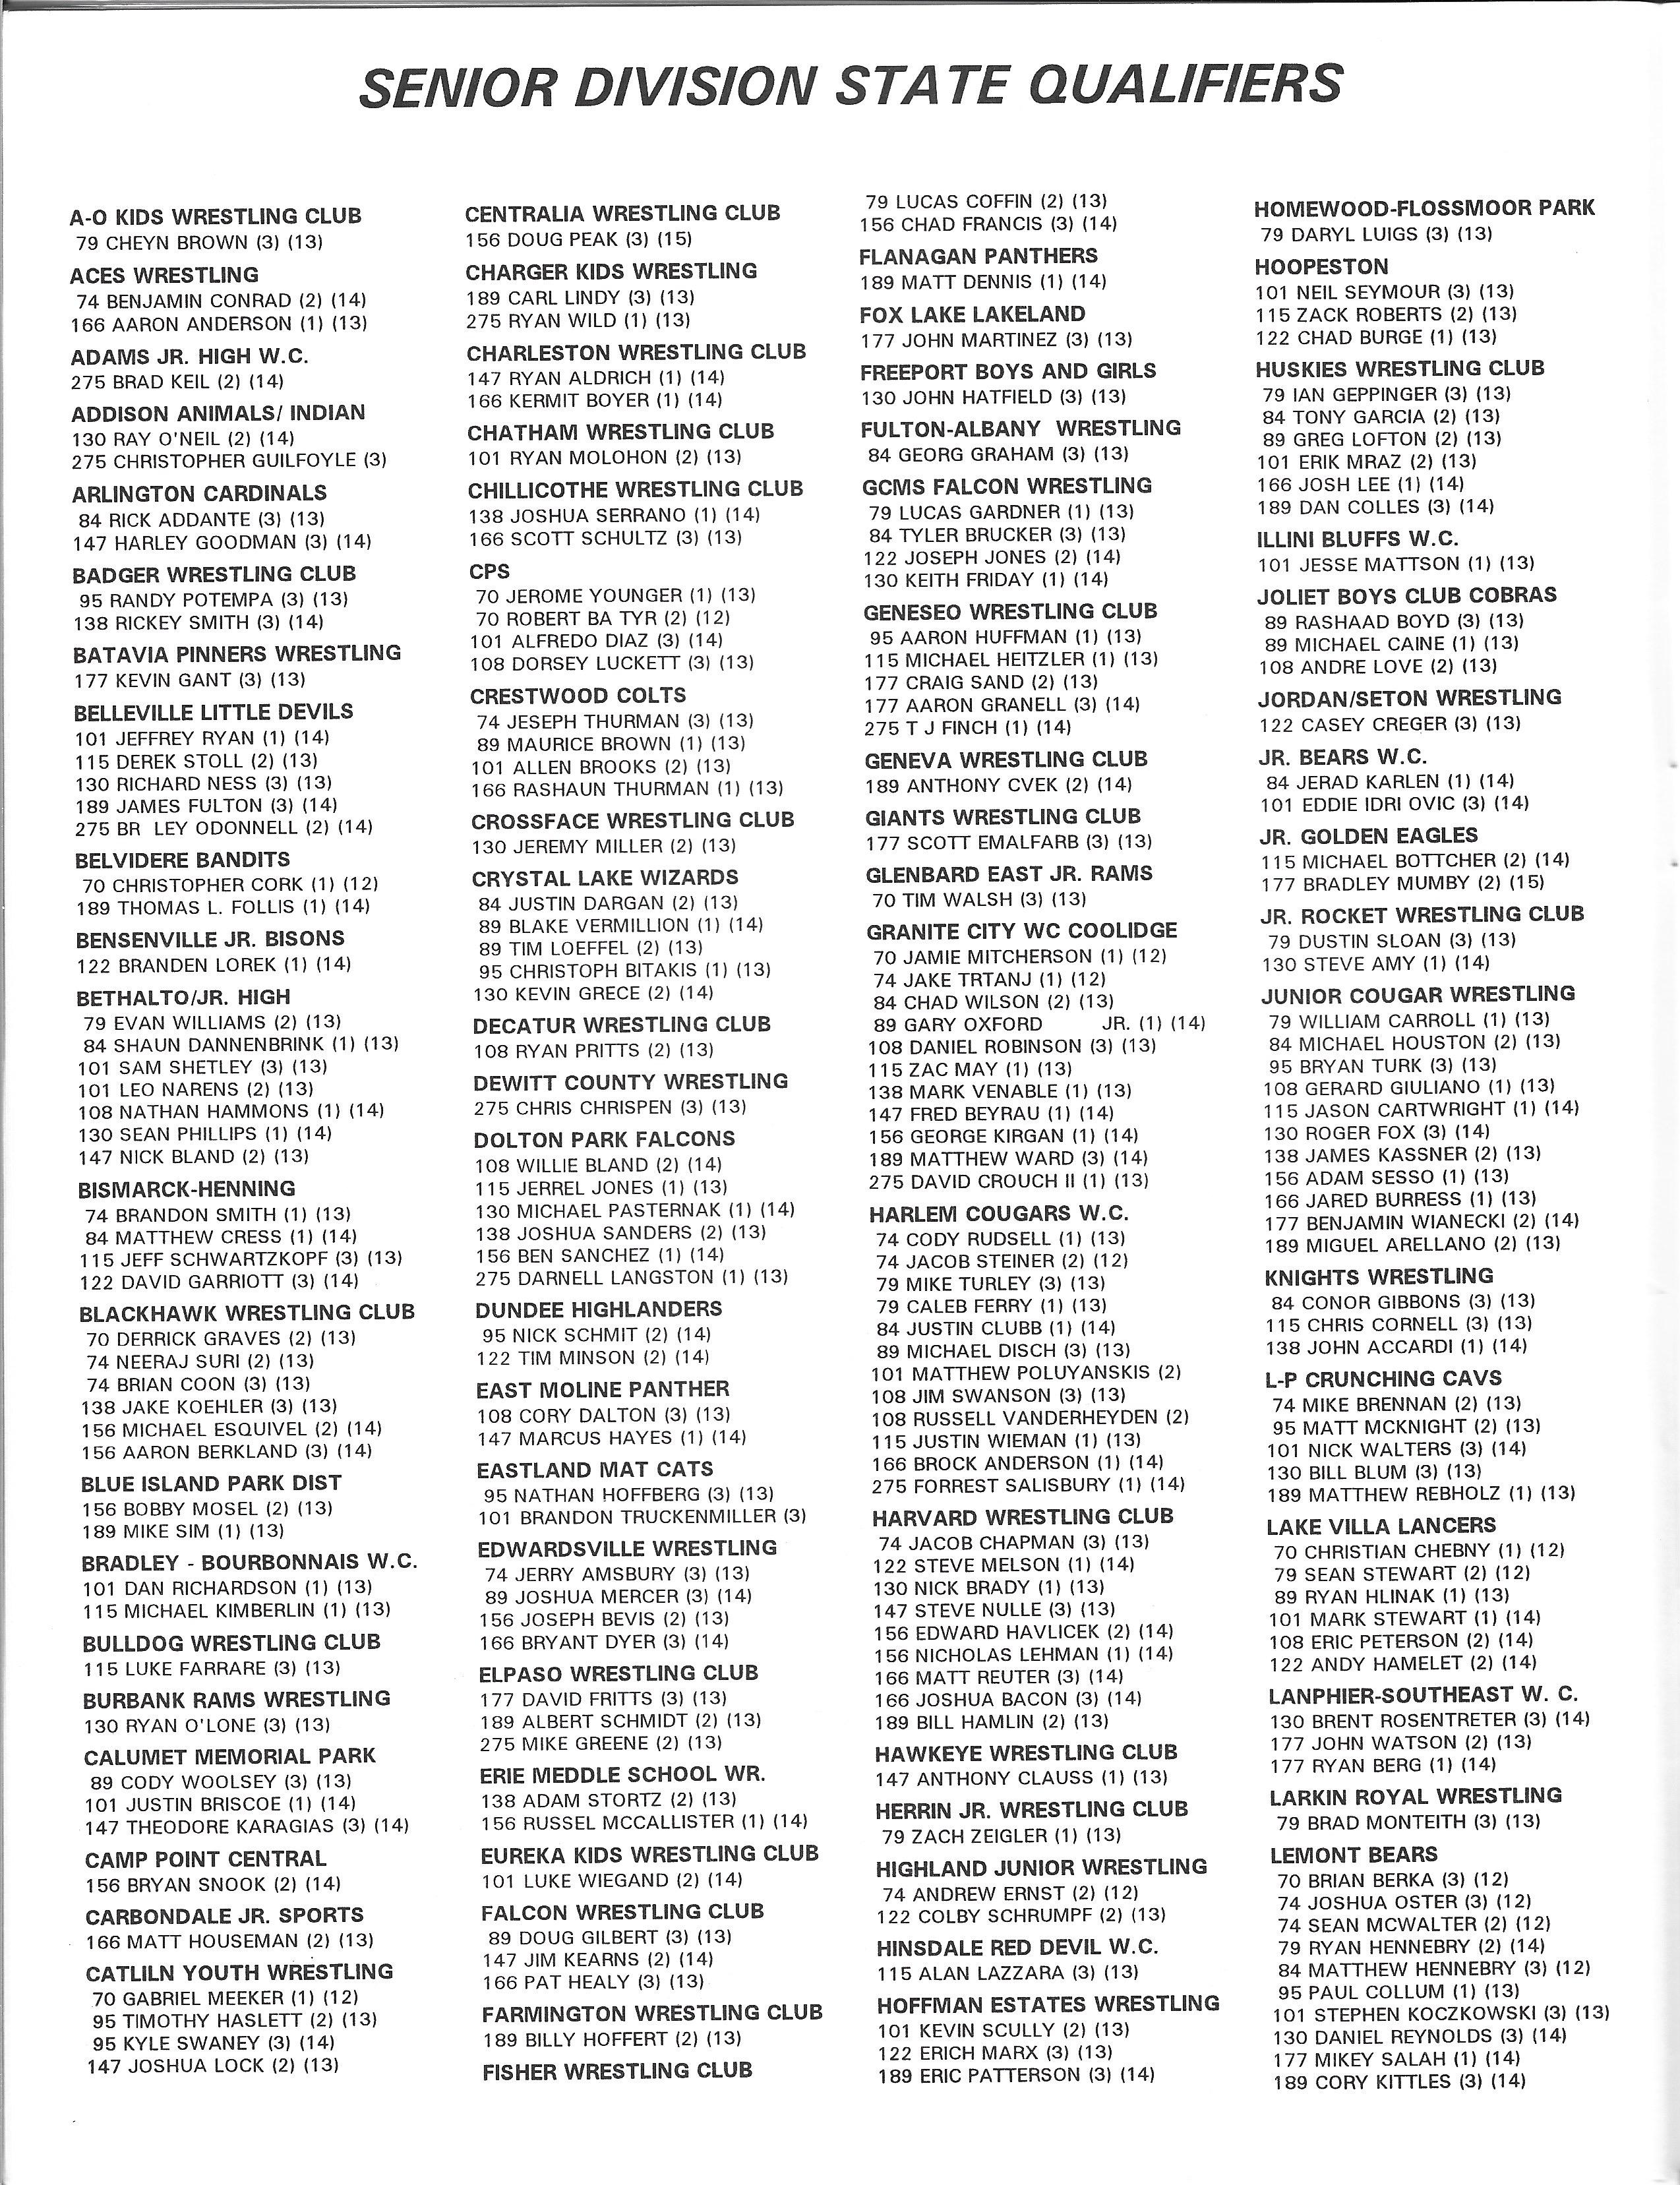 SENIOR DIVISION STATE QUALIFIERS
A-O KIDS WRESTLING CLUB
79 CHEYN BROWN (3) (13)
ACES WRESTLING
74 BENJAMIN CONRAD (2) (14)
166 AARON ANDERSON (1) (13)
ADAMS JR. HIGH W.C.
275 BRAD KEIL (2) (14)
ADDISON ANIMALS/ INDIAN
130 RAY O'NEIL (2) (14)
275 CHRISTOPHER GUILFOYLE (3)
ARLINGTON CARDINALS
84 RICK ADDANTE (3) (13)
147 HARLEY GOODMAN (3) (14)
BADGER WRESTLING CLUB
95 RANDY POTEMPA (3) (13)
138 RICKEY SMITH (3) (14)
BATAVIA PINNERS WRESTLING
177 KEVIN GANT (3) (13)
BELLEVILLE LITTLE DEVILS
101 JEFFREY RYAN (1) (14)
115 DEREK STOLL (2) (13)
130 RICHARD NESS (3) (13)
189 JAMES FULTON (3) (14)
275 BR LEY ODONNELL (2) (14)
BELVIDERE BANDITS
70 CHRISTOPHER CORK (1) (12)
189 THOMAS L. FOLLIS (1) (14)
BENSENVILLE JR. BISONS
122 BRANDEN LOREK (1) (14)
BETHALTO/JR. HIGH
79 EVAN WILLIAMS (2) (13)
84 SHAUN DANNENBRINK (1) (13)
101 SAM SHETLEY (3) (13)
101 LEO NARENS (2) (13)
108 NATHAN HAMMONS (1) (14)
130 SEAN PHILLIPS (1) (14)
147 NICK BLAND (2) (13)
BISMARCK-HENNING
74 BRANDON SMITH (1) (13)
84 MATTHEW CRESS (1) (14)
115 JEFF SCHWARTZKOPF (3) (13)
122 DAVID GARRIOTT (3) (14)
BLACKHAWK WRESTLING CLUB
70 DERRICK GRAVES (2) (13)
74 NEERAJ SURI (2) (13)
74 BRIAN COON (3) (13)
138 JAKE KOEHLER (3) (13)
156 MICHAEL ESQUIVEL (2) (14)
156 AARON BERKLAND (3) (14)
BLUE ISLAND PARK DIST
156 BOBBY MOSEL (2) (13)
189 MIKE SIM (1) (13)
BRADLEY - BOURBONNAIS W.C.
101 DAN RICHARDSON (1) (13)
115 MICHAEL KIMBERLIN (1) (13)
BULLDOG WRESTLING CLUB
115 LUKE FARRARE (3) (13)
BURBANK RAMS WRESTLING
130 RYAN O'LONE (3) (13)
CALUMET MEMORIAL PARK
89 CODY WOOLSEY (3) (13)
101 JUSTIN BRISCOE (1) (14)
147 THEODORE KARAGIAS (3) (14)
CAMP POINT CENTRAL
156 BRYAN SNOOK (2) (14)
CARBONDALE JR. SPORTS
166 MATT HOUSEMAN (2) (13)
CATLILN YOUTH WRESTLING
70 GABRIEL MEEKER (1) (12)
95 TIMOTHY HASLETT (2) (13)
95 KYLE SWANEY (3) (14)
147 JOSHUA LOCK (2) (13)
CENTRALIA WRESTLING CLUB
156 DOUG PEAK (3) (15)
CHARGER KIDS WRESTLING
189 CARL LINDY (3) (13)
275 RYAN WILD (1) (13)
CHARLESTON WRESTLING CLUB
147 RYAN ALDRICH (1) (14)
166 KERMIT BOYER (1) (14)
CHATHAM WRESTLING CLUB
101 RYAN MOLOHON (2) (13)
CHILLICOTHE WRESTLING CLUB
138 JOSHUA SERRANO (1) (14)
166 SCOTT SCHULTZ (3) (13)
CPS
70 JEROME YOUNGER (1) (13)
70 ROBERT BA TYR (2) (12)
101 ALFREDO DIAZ (3) (14)
108 DORSEY LUCKETT (3) (13)
CRESTWOOD COLTS
74 JESEPH THURMAN (3) (13)
89 MAURICE BROWN (1) (13)
101 ALLEN BROOKS (2) (13)
166 RASHAUN THURMAN (1) (13)
CROSSFACE WRESTLING CLUB
130 JEREMY MILLER (2) (13)
CRYSTAL LAKE WIZARDS
84 JUSTIN DARGAN (2) (13)
89 BLAKE VERMILLION (1) (14)
89 TIM LOEFFEL (2) (13)
95 CHRISTOPH BITAKIS (1) (13)
130 KEVIN GRECE (2) (14)
DECATUR WRESTLING CLUB
108 RYAN PRITTS (2) (13)
DEWITT COUNTY WRESTLING
275 CHRIS CHRISPEN (3) (13)
DOLTON PARK FALCONS
108 WILLIE BLAND (2) (14)
115 JERREL JONES (1) (13)
130 MICHAEL PASTERNAK (1) (14)
138 JOSHUA SANDERS (2) (13)
156 BEN SANCHEZ (1) (14)
275 DARNELL LANGSTON (1) (13)
DUNDEE HIGHLANDERS
95 NICK SCHMIT (2) (14)
122 TIM MINSON (2) (14)
EAST MOLINE PANTHER
108 CORY DALTON (3) (13)
147 MARCUS HAYES (1) (14)
EASTLAND MAT CATS
95 NATHAN HOFFBERG (3) (13)
101 BRANDON TRUCKENMILLER (3)
EDWARDSVILLE WRESTLING
74 JERRY AMSBURY (3) (13)
89 JOSHUA MERCER (3) (14)
156 JOSEPH BEVIS (2) (13)
166 BRYANT DYER (3) (14)
ELPASO WRESTLING CLUB
177 DAVID FRITTS (3) (13)
189 ALBERT SCHMIDT (2) (13)
275 MIKE GREENE (2) (13)
ERIE MEDDLE SCHOOL WR.
138 ADAM STORTZ (2) (13)
156 RUSSEL MCCALLISTER (1) (14)
EUREKA KIDS WRESTLING CLUB
101 LUKE WIEGAND (2) (14)
FALCON WRESTLING CLUB
89 DOUG GILBERT (3) (13)
147 JIM KEARNS (2) (14)
166 PAT HEALY (3) (13)
FARMINGTON WRESTLING CLUB
189 BILLY HOFFERT (2) (13)
FISHER WRESTLING CLUB
79 LUCAS COFFIN (2) (13)
156 CHAD FRANCIS (3) (14)
FLANAGAN PANTHERS
189 MATT DENNIS (1) (14)
FOX LAKE LAKELAND
177 JOHN MARTINEZ (3) (13)
FREEPORT BOYS AND GIRLS
130 JOHN HATFIELD (3) (13)
FULTON-ALBANY WRESTLING
84 GEORG GRAHAM (3) (13)
GCMS FALCON WRESTLING
79 LUCAS GARDNER (1) (13)
84 TYLER BRUCKER (3) (13)
122 JOSEPH JONES (2) (14)
130 KEITH FRIDAY (1) (14)
GENESEO WRESTLING CLUB
95 AARON HUFFMAN (1) (13)
115 MICHAEL HEITZLER (1) (13)
177 CRAIG SAND (2) (13)
177 AARON GRANELL (3) (14)
275 T J FINCH (1) (14)
GENEVA WRESTLING CLUB
189 ANTHONY CVEK (2) (14)
GIANTS WRESTLING CLUB
177 SCOTT EMALFARB (3) (13)
GLENBARD EAST JR. RAMS
70 TIM WALSH (3) (13)
GRANITE CITY WC COOLIDGE
70 JAMIE MITCHERSON (1) (12)
74 JAKE TRTANJ (1) (12)
84 CHAD WILSON (2) (13)
89 GARY OXFORD JR. (1) (14)
108 DANIEL ROBINSON (3) (13)
115 ZAC MAY (1) (13)
138 MARK VENABLE (1) (13)
147 FRED BEYRAU (1) (14)
156 GEORGE KIRGAN (1) (14)
189 MATTHEW WARD (3) (14)
275 DAVID CROUCH II (1) (13)
HARLEM COUGARS W.C.
74 CODY RUDSELL (1) (13)
74 JACOB STEINER (2) (12)
79 MIKE TURLEY (3) (13)
79 CALEB FERRY (1) (13)
84 JUSTIN CLUBB (1) (14)
89 MICHAEL DISCH (3) (13)
101 MATTHEW POLUYANSKIS (2)
108 JIM SWANSON (3) (13)
108 RUSSELL VANDERHEYDEN (2)
115 JUSTIN WIEMAN (1) (13)
166 BROCK ANDERSON (1) (14)
275 FORREST SALISBURY (1) (14)
HARVARD WRESTLING CLUB
74 JACOB CHAPMAN (3) (13)
122 STEVE MELSON (1) (14)
130 NICK BRADY (1) (13)
147 STEVE NULLE (3) (13)
156 EDWARD HAVLICEK (2) (14)
156 NICHOLAS LEHMAN (1) (14)
166 MATT REUTER (3) (14)
166 JOSHUA BACON (3) (14)
189 BILL HAMLIN (2) (13)
HAWKEYE WRESTLING CLUB
147 ANTHONY CLAUSS (1) (13)
HERRIN JR. WRESTLING CLUB
79 ZACH ZEIGLER (1) (13)
HIGHLAND JUNIOR WRESTLING
74 ANDREW ERNST (2) (12)
122 COLBY SCHRUMPF (2) (13)
HINSDALE RED DEVIL W.C.
115 ALAN LAZZARA (3) (13)
HOFFMAN ESTATES WRESTLING
101 KEVIN SCULLY (2) (13)
122 ERICH MARX (3) (13)
189 ERIC PATTERSON (3) (14)
HOMEWOOD-FLOSSMOOR PARK
79 DARYL LUIGS (3) (13)
HOOPESTON
101 NEIL SEYMOUR (3) (13)
115 ZACK ROBERTS (2) (13)
122 CHAD BURGE (1) (13)
HUSKIES WRESTLING CLUB
79 IAN GEPPINGER (3) (13)
84 TONY GARCIA (2) (13)
89 GREG LOFTON (2) (13)
101 ERIK MRAZ (2) (13)
166 JOSH LEE (1) (14)
189 DAN COLLES (3) (14)
ILLINI BLUFFS W.C.
101 JESSE MATTSON (1) (13)
JOLIET BOYS CLUB COBRAS
89 RASHAAD BOYD (3) (13)
89 MICHAEL CAINE (1) (13)
108 ANDRE LOVE (2) (13)
JORDAN/SETON WRESTLING
122 CASEY CREGER (3) (13)
JR. BEARS W.C.
84 JERAD KARLEN (1) (14)
101 EDDIE IDRI OVIC (3) (14)
JR. GOLDEN EAGLES
115 MICHAEL BOTTCHER (2) (14)
177 BRADLEY MUMBY (2) (15)
JR. ROCKET WRESTLING CLUB
79 DUSTIN SLOAN (3) (13)
130 STEVE AMY (1) (14)
JUNIOR COUGAR WRESTLING
79 WILLIAM CARROLL (1) (13)
84 MICHAEL HOUSTON (2) (13)
95 BRYAN TURK (3) (13)
108 GERARD GIULIANO (1) (13)
115 JASON CARTWRIGHT (1) (14)
130 ROGER FOX (3) (14)
138 JAMES KASSNER (2) (13)
156 ADAM SESSO (1) (13)
166 JARED BURRESS (1) (13)
177 BENJAMIN WIANECKI (2) (14)
189 MIGUEL ARELLANO (2) (13)
KNIGHTS WRESTLING
84 CONOR GIBBONS (3) (13)
115 CHRIS CORNELL (3) (13)
138 JOHN ACCARDI (1) (14)
L-P CRUNCHING CAVS
74 MIKE BRENNAN (2) (13)
95 MATT MCKNIGHT (2) (13)
101 NICK WALTERS (3) (14)
130 BILL BLUM (3) (13)
189 MATTHEW REBHOLZ (1) (13)
LAKE VILLA LANCERS
70 CHRISTIAN CHEBNY (1) (12)
79 SEAN STEWART (2) (12)
89 RYAN HLINAK (1) (13)
101 MARK STEWART (1) (14)
108 ERIC PETERSON (2) (14)
122 ANDY HAMELET (2) (14)
LANPHIER-SOUTHEAST W. C.
130 BRENT ROSENTRETER (3) (14)
177 JOHN WATSON (2) (13)
177 RYAN BERG (1) (14)
LARKIN ROYAL WRESTLING
79 BRAD MONTEITH (3) (13)
LEMONT BEARS
70 BRIAN BERKA (3) (12)
74 JOSHUA OSTER (3) (12)
74 SEAN MCWALTER (2) (12)
79 RYAN HENNEBRY (2) (14)
84 MATTHEW HENNEBRY (3) (12)
95 PAUL COLLUM (1) (13)
101 STEPHEN KOCZKOWSKI (3) (13)
130 DANIEL REYNOLDS (3) (14)
177 MIKEY SALAH (1) (14)
189 CORY KITTLES (3) (14)